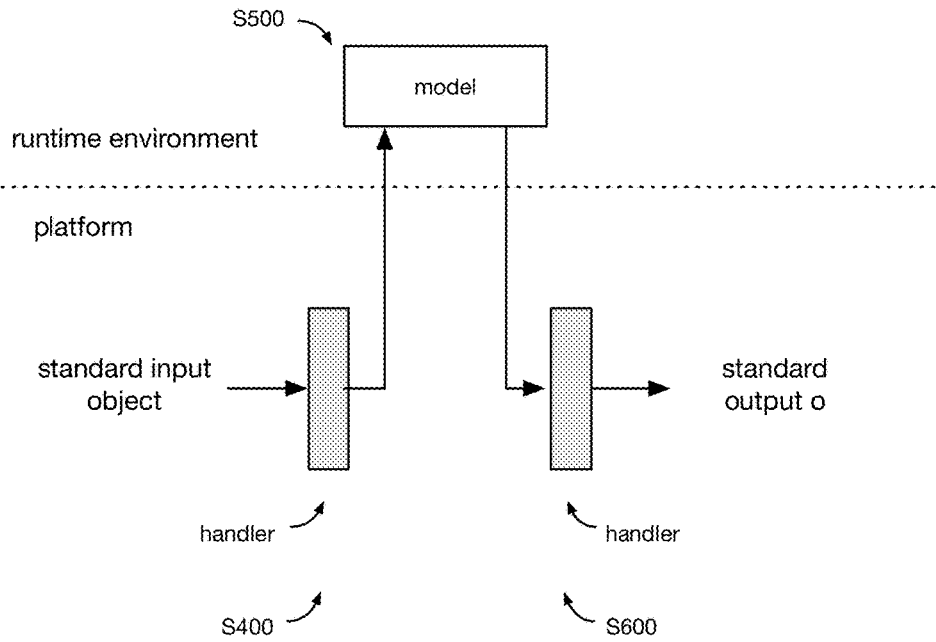 S500
model
runtime environment
platform
standard input
object
standard
output o
handler
handler
S400
S600